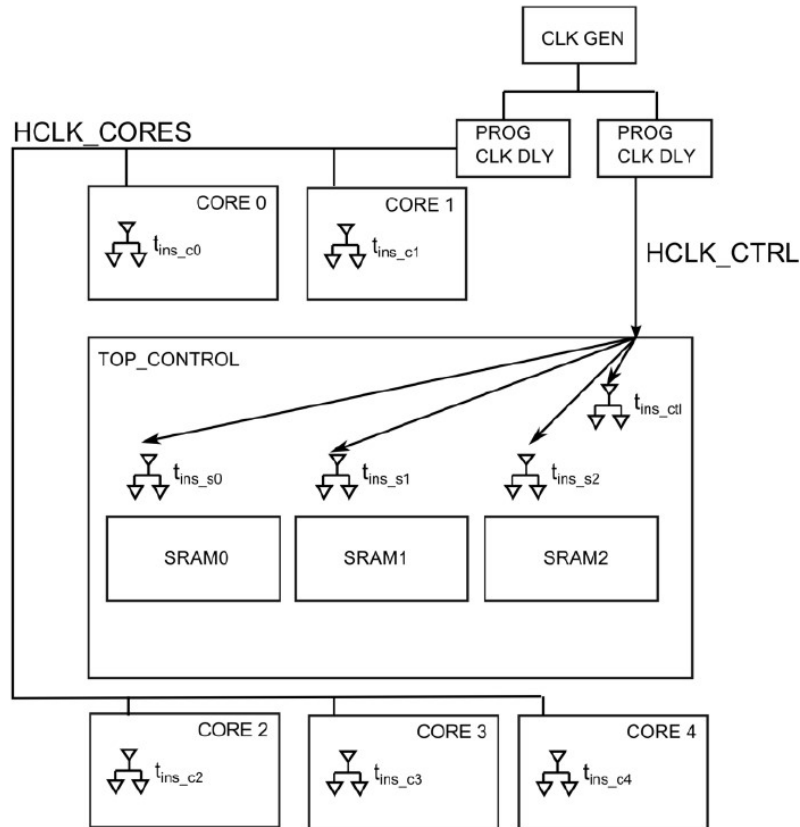 CLK GEN
HCLK_CORES
PROG
CLK DLY
PROG
CLK DLY
CORE 0
t_ins_c0
CORE 1
t_ins_c1
HCLK_CTRL
TOP_CONTROL
t_ins_ctl
t_ins_s0
t_ins_s1
t_ins_s2
SRAM0
SRAM1
SRAM2
CORE 2
t_ins_c2
CORE 3
t_ins_c3
CORE 4
t_ins_c4